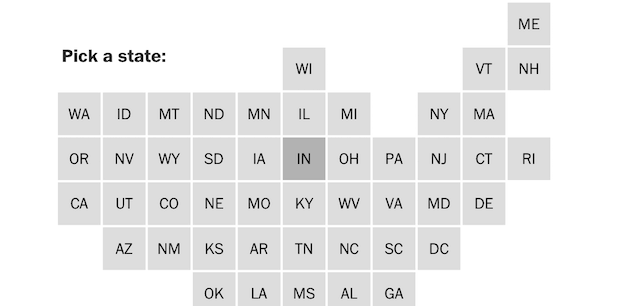 ME
Pick a state:
WI VT NH
WA ID MT ND MN IL MI NY MA
OR NV WY SD IA IN OH PA NJ CT RI
CA UT CO NE MO KY WV VA MD DE
AZ NM KS AR TN NC SC DC
OK LA MS AL GA